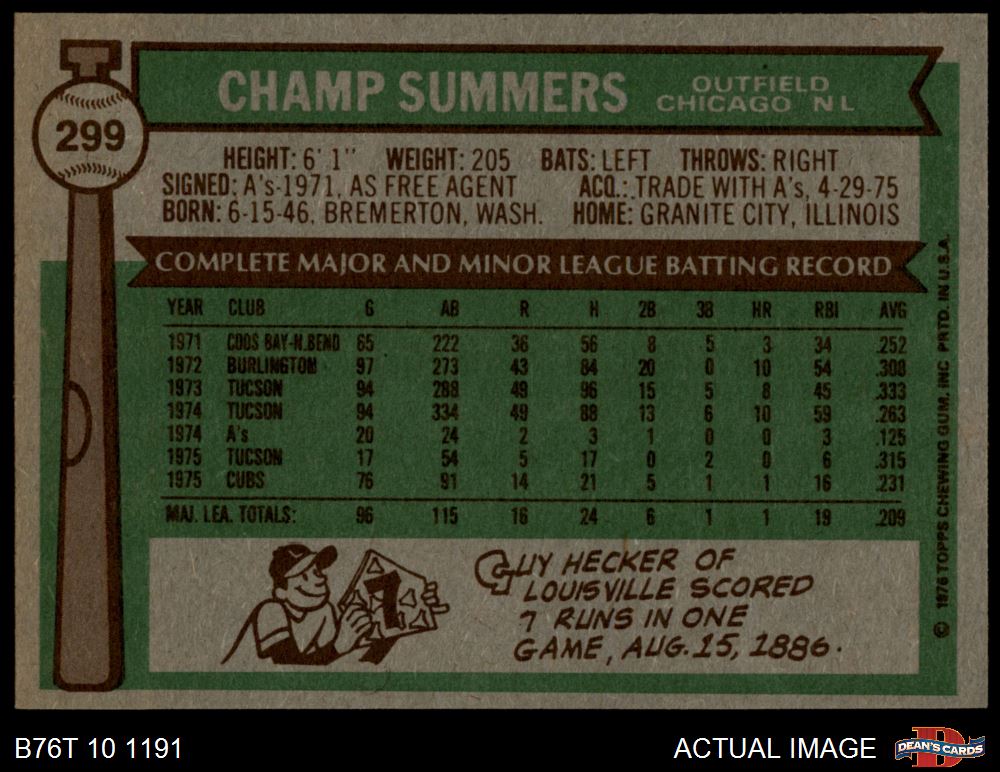 299
CHAMP SUMMERS
OUTFIELD
CHICAGO NL
HEIGHT: 6' 1" WEIGHT: 205 BATS: LEFT THROWS: RIGHT
SIGNED: A's-1971, AS FREE AGENT ACQ.: TRADE WITH A's, 4-29-75
BORN: 6-15-46, BREMERTON, WASH. HOME: GRANITE CITY, ILLINOIS
COMPLETE MAJOR AND MINOR LEAGUE BATTING RECORD
YEAR CLUB G AB R H 2B 3B HR RBI AVG
1971 COOS BAY-N.BEND 65 222 36 56 8 5 3 34 .252
1972 BURLINGTON 97 273 43 84 20 0 10 54 .308
1973 TUCSON 94 288 49 96 15 5 8 45 .333
1974 TUCSON 94 334 49 88 13 6 10 59 .263
1974 A's 20 24 2 3 1 0 0 3 .125
1975 TUCSON 17 54 5 17 0 2 0 6 .315
1975 CUBS 76 91 14 21 5 1 1 16 .231
MAJ. LEA. TOTALS: 96 115 16 24 6 1 1 19 .209
GUY HECKER OF
LOUISVILLE SCORED
7 RUNS IN ONE
GAME, AUG. 15, 1886.
7
© 1976 TOPPS CHEWING GUM, INC PRTD. IN U.S.A.
B76T 10 1191
ACTUAL IMAGE
D
DEAN'S CARDS